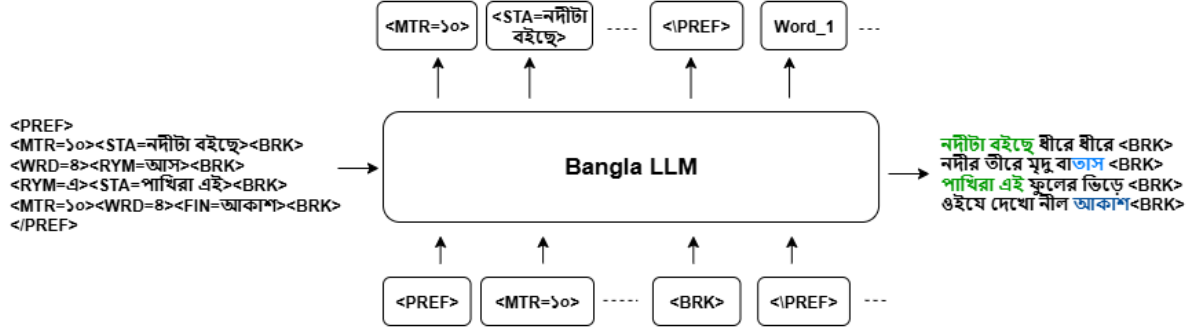 <MTR=১০> <STA=নদীটা বইছে> ---- <\PREF> Word_1 ---
<PREF>
<MTR=১০><STA=নদীটা বইছে><BRK>
<WRD=৪><RYM=আস><BRK>
<RYM=এ><STA=পাখিরা এই><BRK>
<MTR=১০><WRD=৪><FIN=আকাশ><BRK>
</PREF>
Bangla LLM
নদীটা বইছে ধীরে ধীরে <BRK>
নদীর তীরে মৃদু বাতাস <BRK>
পাখিরা এই ফুলের ভিড়ে <BRK>
ওইযে দেখো নীল আকাশ<BRK>
<PREF> <MTR=১০> ----- <BRK> <\PREF> ---